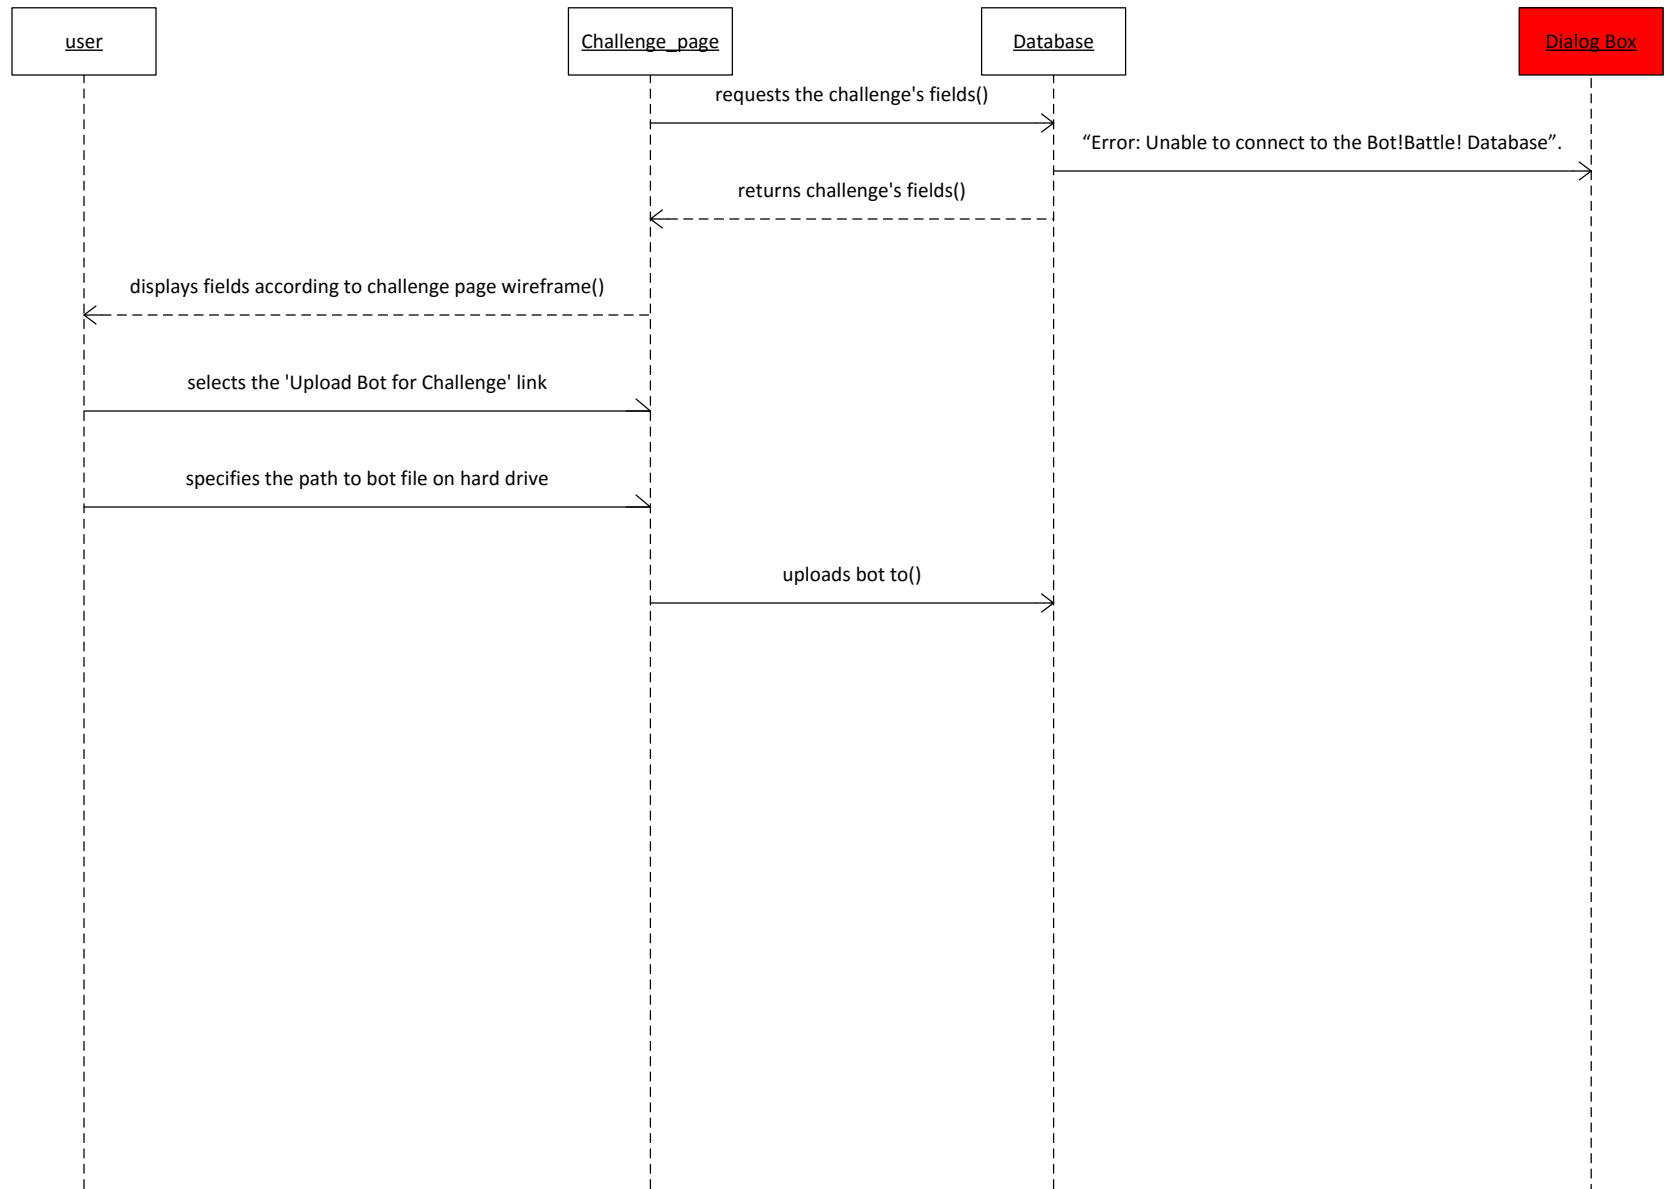 user
Challenge_page
Database
Dialog Box
requests the challenge's fields()
“Error: Unable to connect to the Bot!Battle! Database”.
returns challenge's fields()
displays fields according to challenge page wireframe()
selects the 'Upload Bot for Challenge' link
specifies the path to bot file on hard drive
uploads bot to()